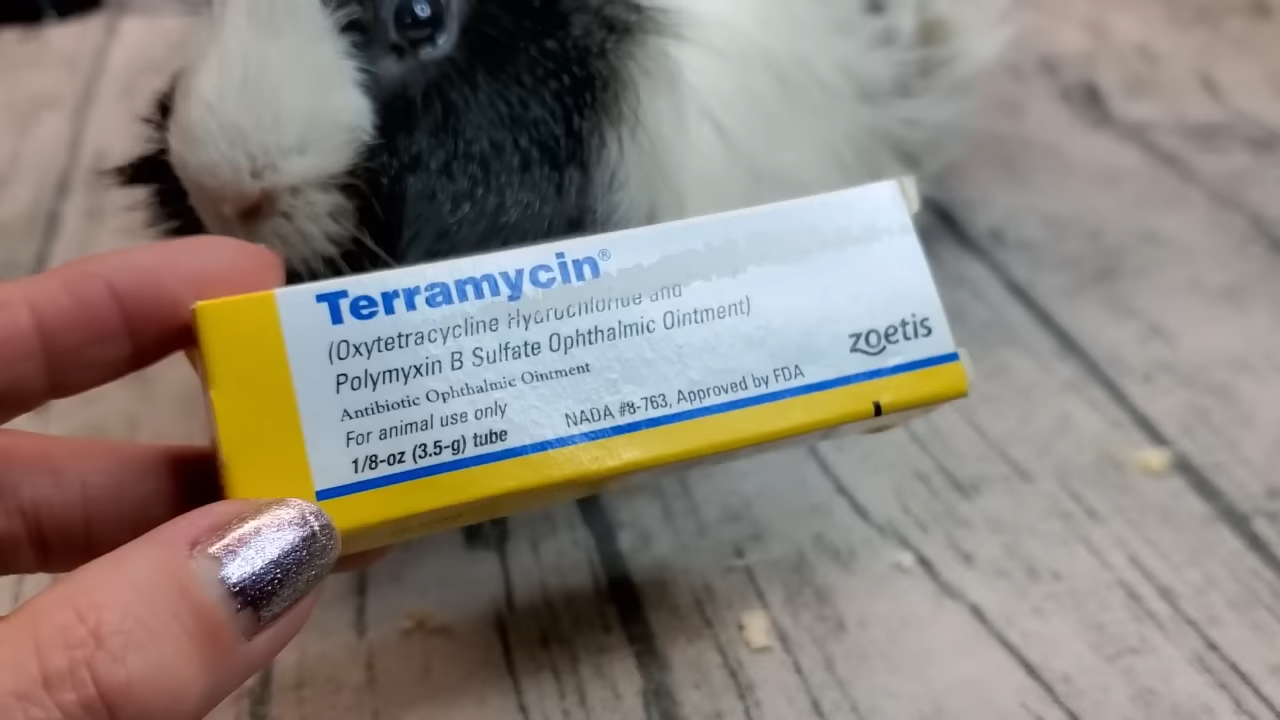 Terramycin®
(Oxytetracycline Hydrochloride and
Polymyxin B Sulfate Ophthalmic Ointment)
Antibiotic Ophthalmic Ointment
For animal use only
1/8-oz (3.5-g) tube
NADA #8-763, Approved by FDA
zoetis